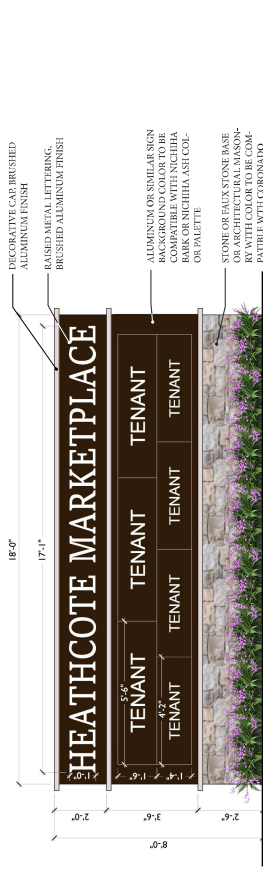 18'-0"
17'-1"
DECORATIVE CAP, BRUSHED
ALUMINUM FINISH
RAISED METAL LETTERING,
BRUSHED ALUMINUM FINISH
HEATHCOTE MARKETPLACE
1'-0"
2'-0"
8'-0"
3'-6"
2'-6"
5'-6"
1'-6"
TENANT
TENANT
TENANT
4'-2"
1'-4"
TENANT
TENANT
TENANT
TENANT
ALUMINUM OR SIMILAR SIGN
BACKGROUND COLOR TO BE
COMPATIBLE WITH NICHIHA
BARK OR NICHIHA ASH COL-
OR PALETTE
STONE OR FAUX STONE BASE
OR ARCHITECTURAL MASON-
RY WITH COLOR TO BE COM-
PATIBLE WITH CORONADO